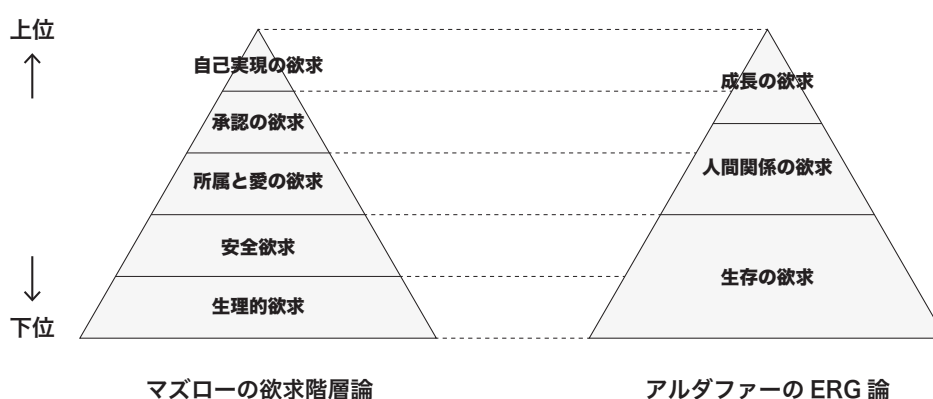 上位
自己実現の欲求
成長の欲求
承認の欲求
人間関係の欲求
所属と愛の欲求
安全欲求
生存の欲求
生理的欲求
下位
マズローの欲求階層論
アルダファーの ERG 論